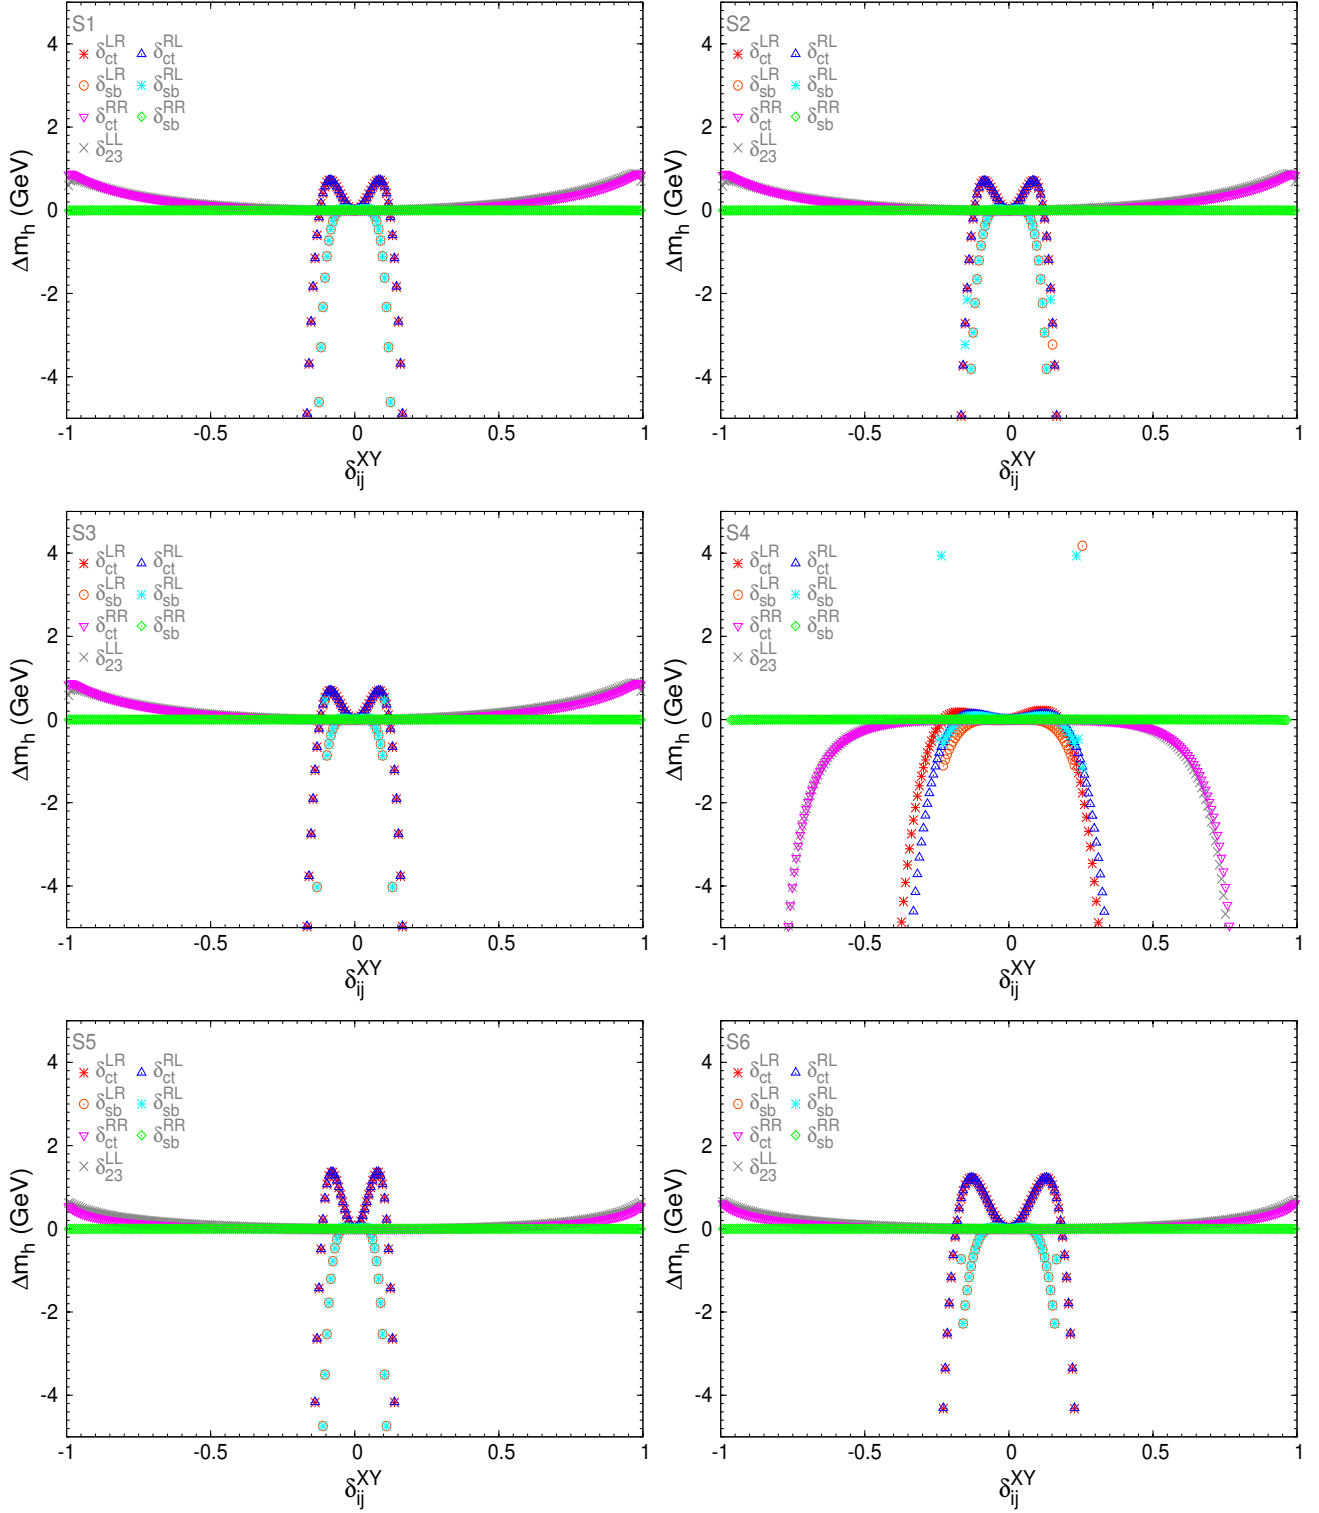 S1
δ_ct^LR δ_ct^RL
δ_sb^LR δ_sb^RL
δ_ct^RR δ_sb^RR
δ_23^LL
4
2
0
-2
-4
Δm_h (GeV)
-1 -0.5 0 0.5 1
δ_ij^XY
S2
δ_ct^LR δ_ct^RL
δ_sb^LR δ_sb^RL
δ_ct^RR δ_sb^RR
δ_23^LL
4
2
0
-2
-4
Δm_h (GeV)
-1 -0.5 0 0.5 1
δ_ij^XY
S3
δ_ct^LR δ_ct^RL
δ_sb^LR δ_sb^RL
δ_ct^RR δ_sb^RR
δ_23^LL
4
2
0
-2
-4
Δm_h (GeV)
-1 -0.5 0 0.5 1
δ_ij^XY
S4
δ_ct^LR δ_ct^RL
δ_sb^LR δ_sb^RL
δ_ct^RR δ_sb^RR
δ_23^LL
4
2
0
-2
-4
Δm_h (GeV)
-1 -0.5 0 0.5 1
δ_ij^XY
S5
δ_ct^LR δ_ct^RL
δ_sb^LR δ_sb^RL
δ_ct^RR δ_sb^RR
δ_23^LL
4
2
0
-2
-4
Δm_h (GeV)
-1 -0.5 0 0.5 1
δ_ij^XY
S6
δ_ct^LR δ_ct^RL
δ_sb^LR δ_sb^RL
δ_ct^RR δ_sb^RR
δ_23^LL
4
2
0
-2
-4
Δm_h (GeV)
-1 -0.5 0 0.5 1
δ_ij^XY